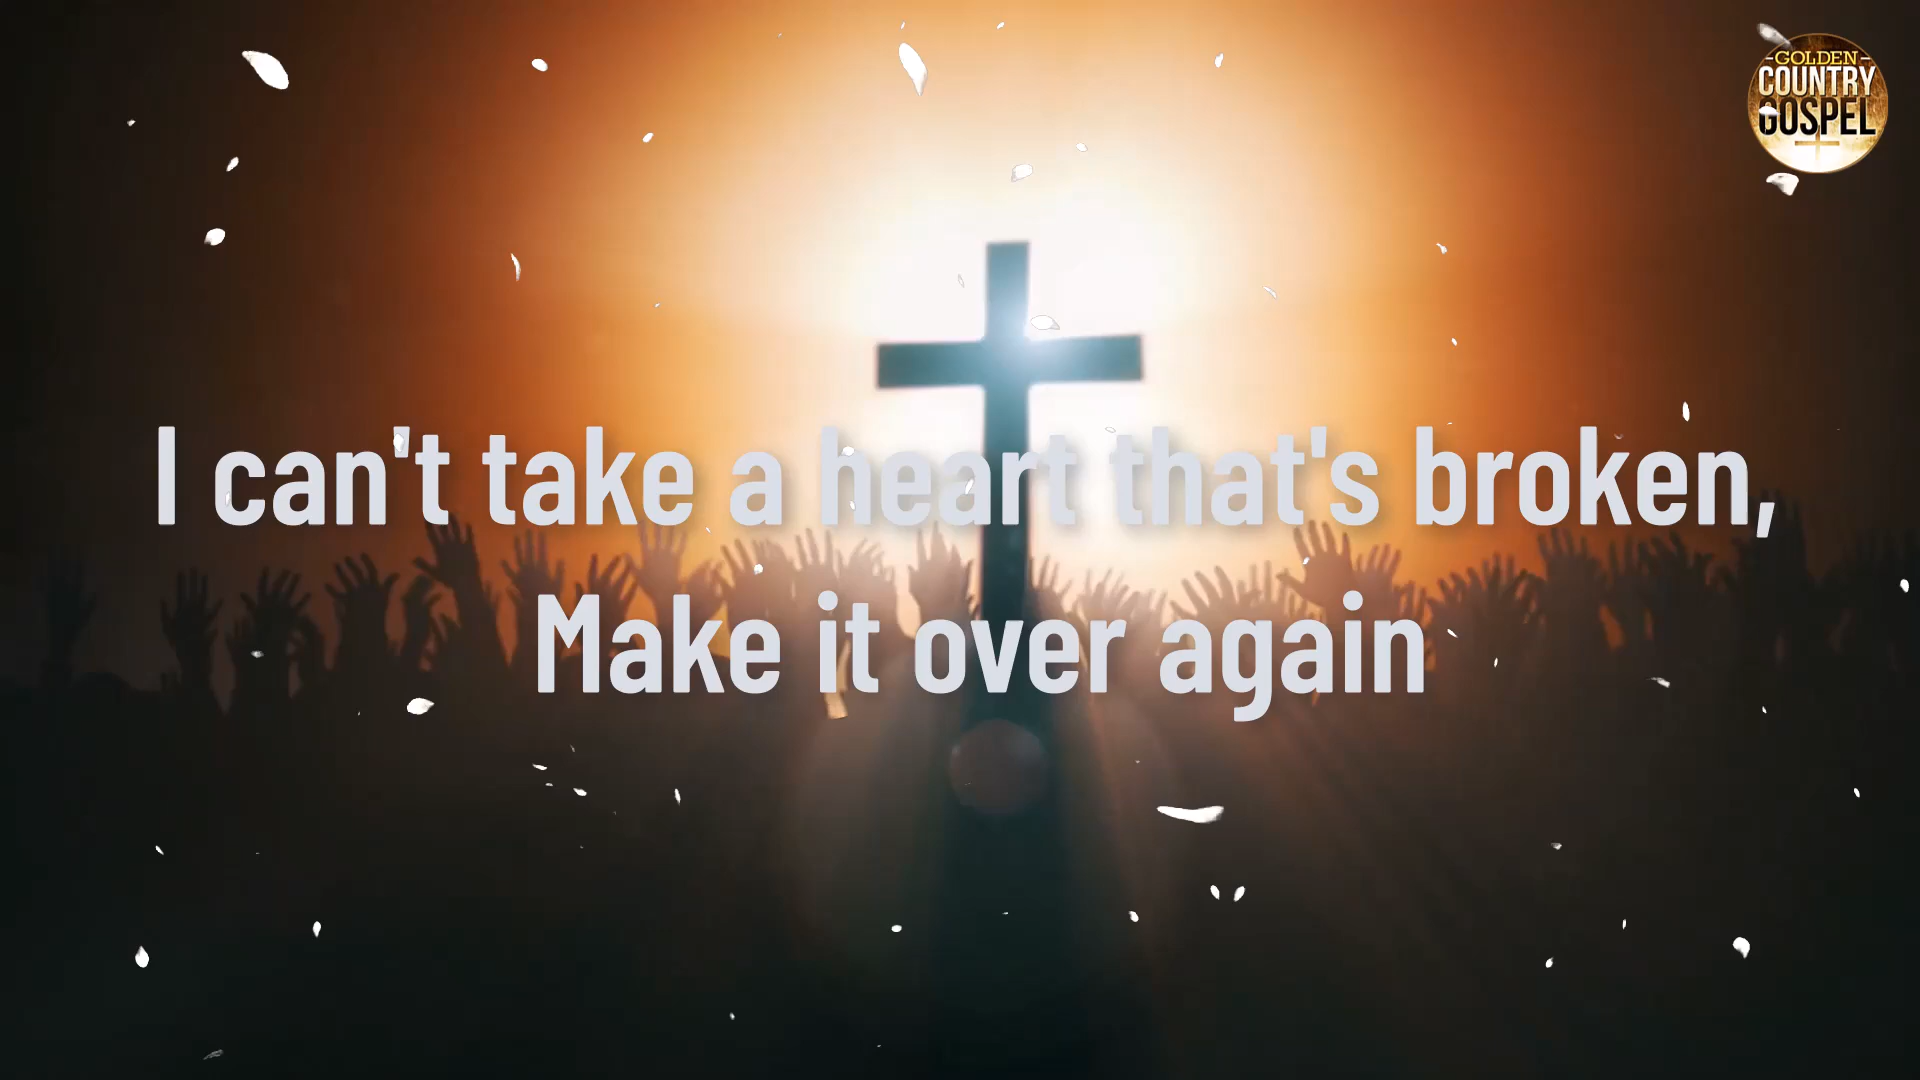 -GOLDEN-
COUNTRY
GOSPEL
I can't take a heart that's broken,
Make it over again